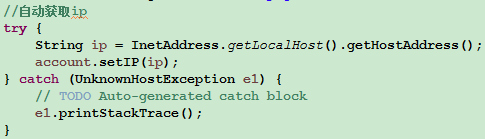 //自动获取ip
try {
    String ip = InetAddress.getLocalHost().getHostAddress();
    account.setIP(ip);
} catch (UnknownHostException e1) {
    // TODO Auto-generated catch block
    e1.printStackTrace();
}